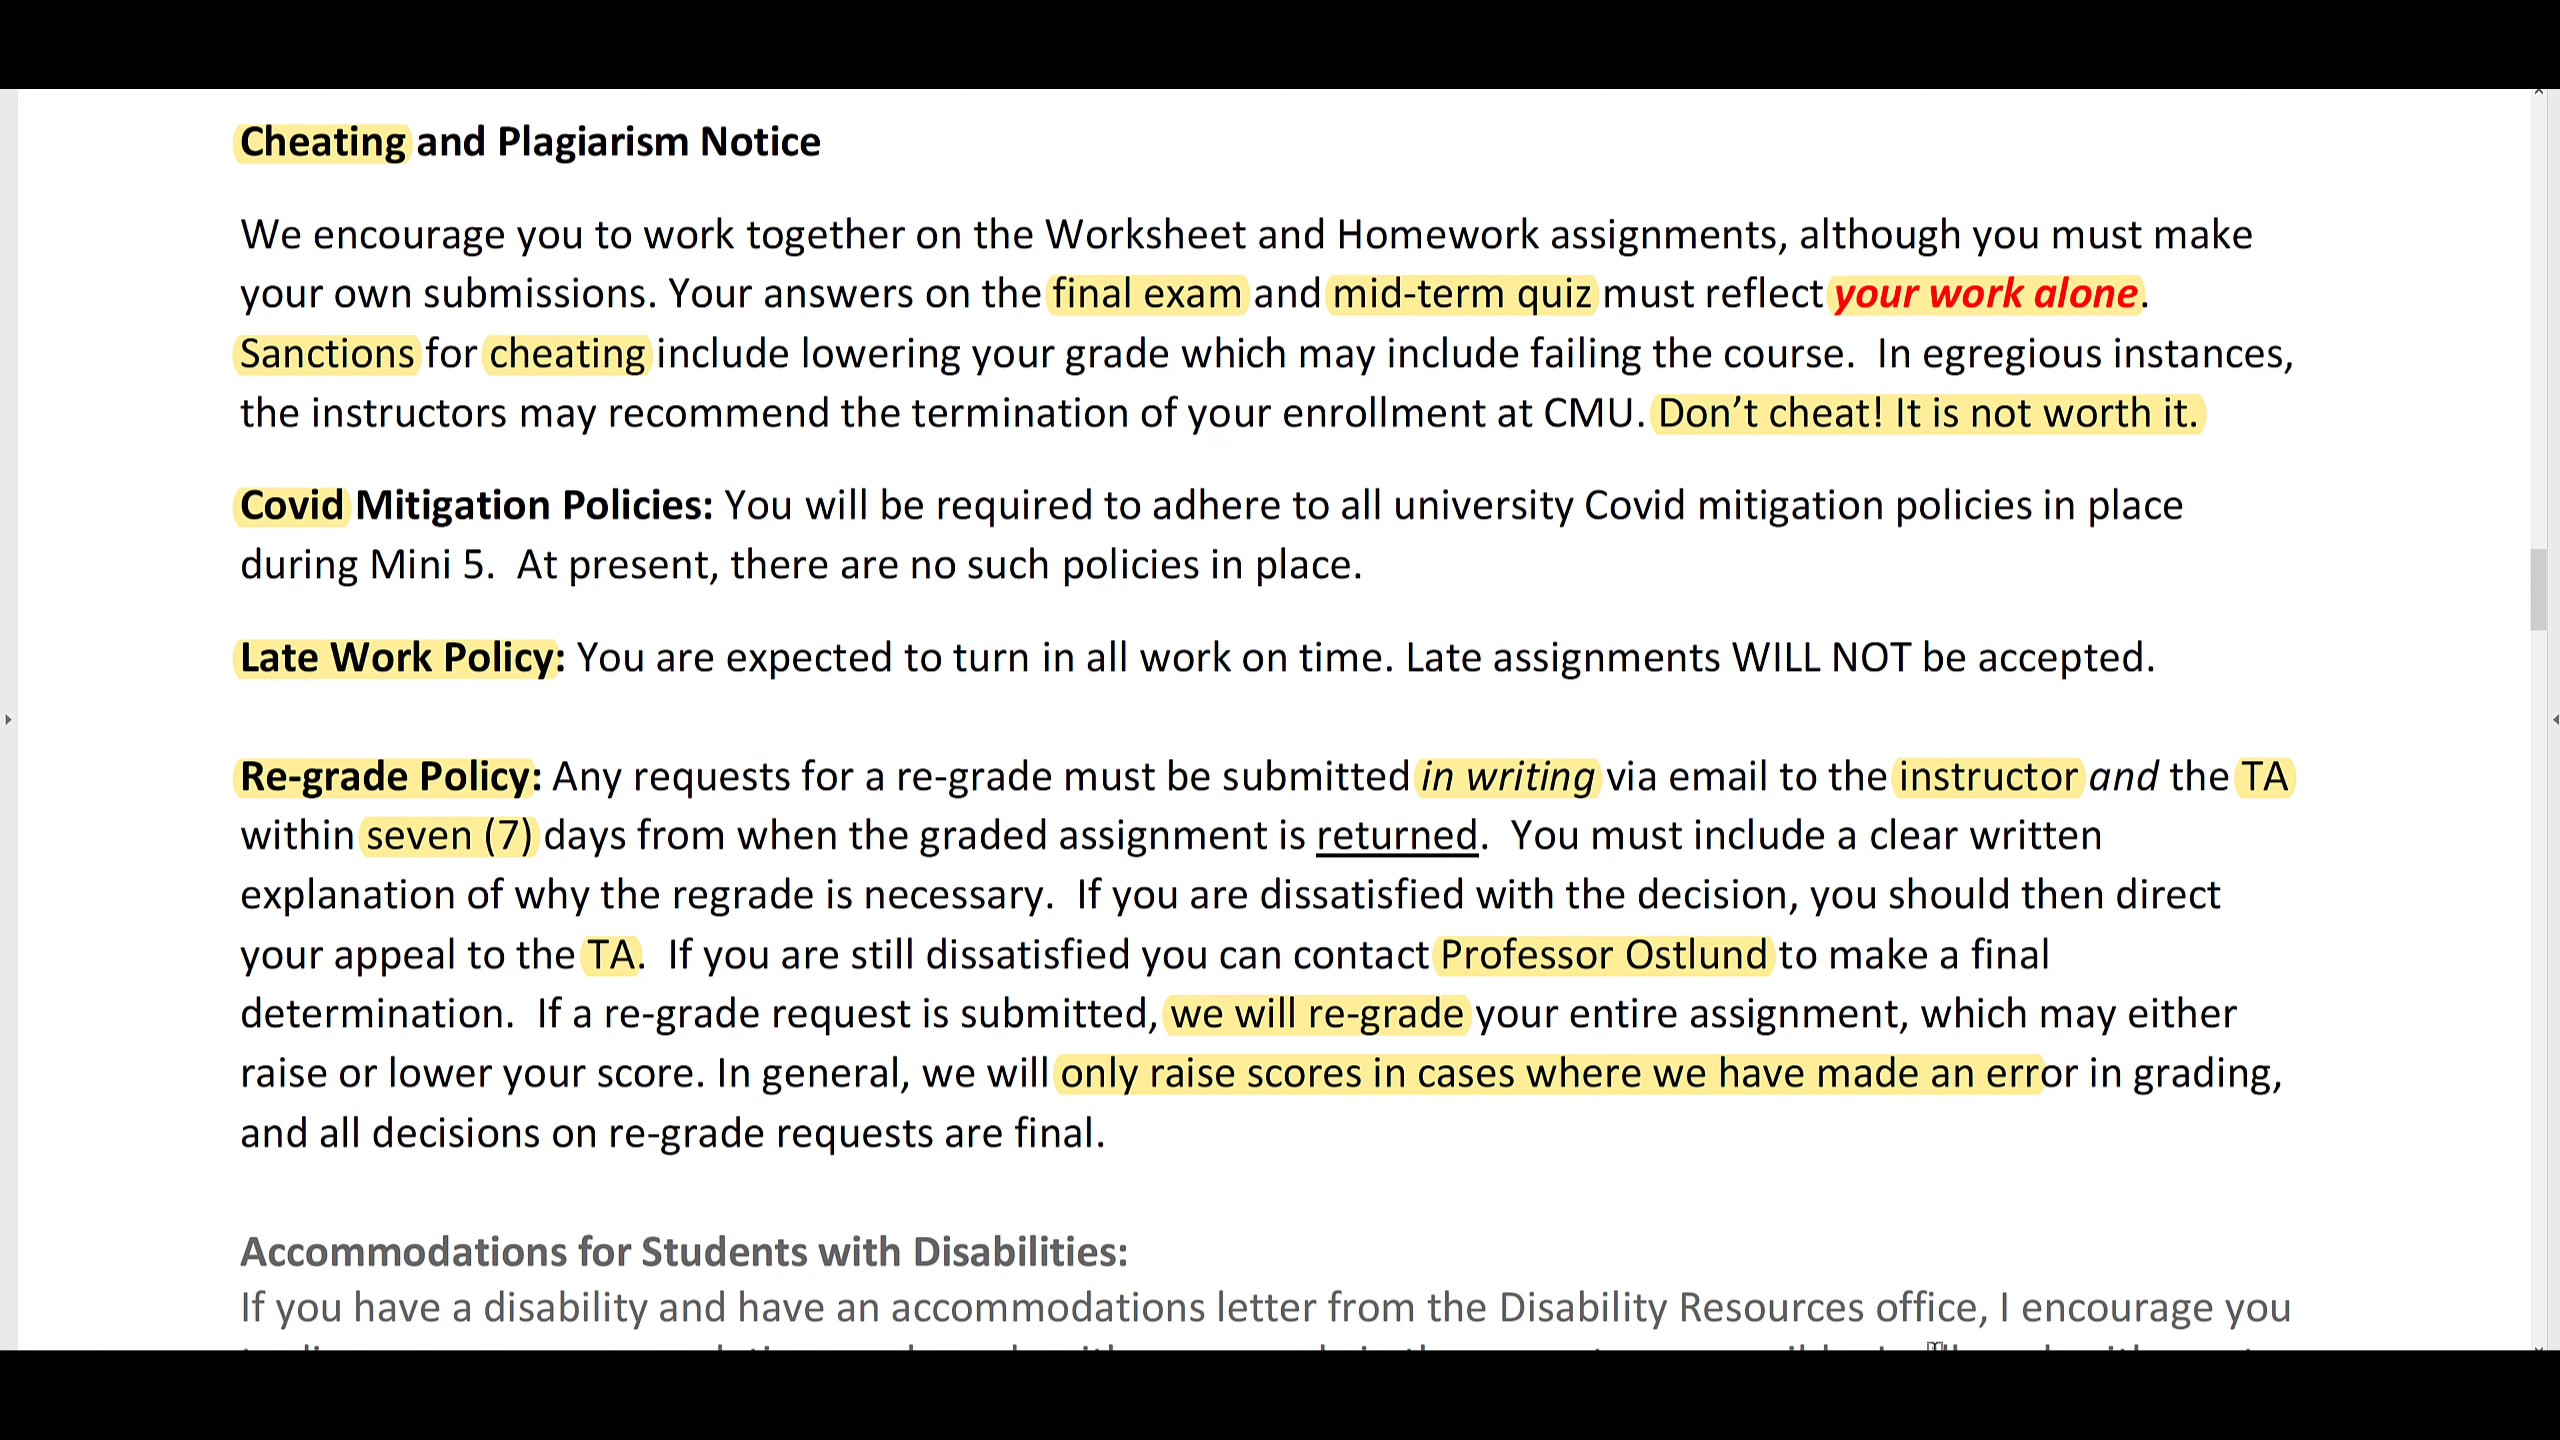 Cheating and Plagiarism Notice
We encourage you to work together on the Worksheet and Homework assignments, although you must make
your own submissions. Your answers on the final exam and mid-term quiz must reflect your work alone.
Sanctions for cheating include lowering your grade which may include failing the course.  In egregious instances,
the instructors may recommend the termination of your enrollment at CMU. Don’t cheat! It is not worth it.
Covid Mitigation Policies: You will be required to adhere to all university Covid mitigation policies in place
during Mini 5.  At present, there are no such policies in place.
Late Work Policy: You are expected to turn in all work on time. Late assignments WILL NOT be accepted.
Re-grade Policy: Any requests for a re-grade must be submitted in writing via email to the instructor and the TA
within seven (7) days from when the graded assignment is returned.  You must include a clear written
explanation of why the regrade is necessary.  If you are dissatisfied with the decision, you should then direct
your appeal to the TA.  If you are still dissatisfied you can contact Professor Ostlund to make a final
determination.  If a re-grade request is submitted, we will re-grade your entire assignment, which may either
raise or lower your score. In general, we will only raise scores in cases where we have made an error in grading,
and all decisions on re-grade requests are final.
Accommodations for Students with Disabilities:
If you have a disability and have an accommodations letter from the Disability Resources office, I encourage you